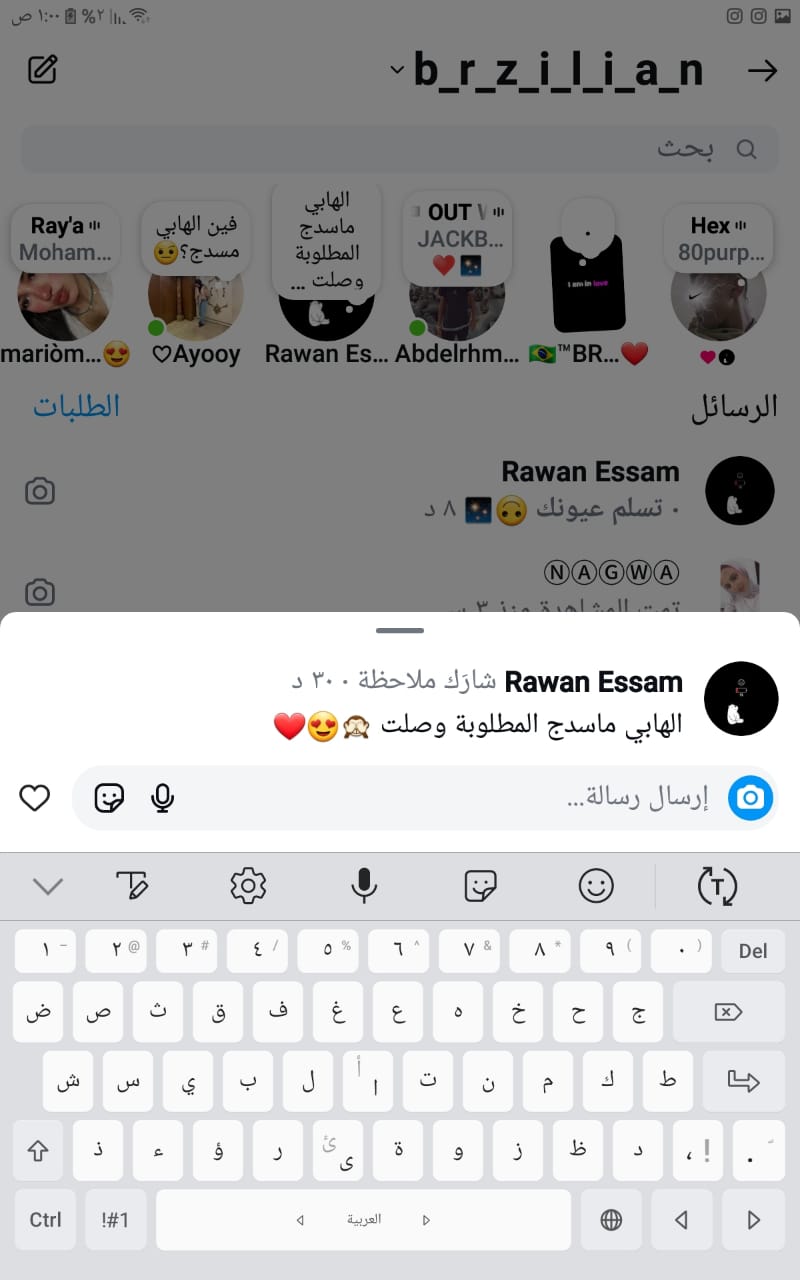 ١:٠٠ ص ٢%
b_r_z_i_l_i_a_n
بحث
Hex
80purp...
.
I am in love
OUT W
JACKB...
❤️🌠
الهابي
ماسدج
المطلوبة
وصلت ...
فين الهابي
مسدج؟😐
Ray'a
Moham...
🇧🇷™BR...❤️
Abdelrhm...
Rawan Es...
♡Ayooy
mariòm...😍
الرسائل
الطلبات
Rawan Essam
· تسلم عيونك 🙃🌠 ٨ د
ⓃⒶⒼⓌⒶ
تمت المشاهدة منذ ٣ س
Rawan Essam شارَك ملاحظة · ٣٠ د
الهابي ماسدج المطلوبة وصلت 🙈😍❤️
إرسال رسالة...
١ – ٢ @ ٣ # ٤ / ٥ % ٦ ^ ٧ & ٨ * ٩ ( ٠ ) Del
ض ص ث ق ف غ ع ه خ ح ج
ش س ي ب ل ا أ ت ن م ك ط
ذ ء ؤ ر ى ئ ة و ز ظ د ، ! .
Ctrl !#1 العربية